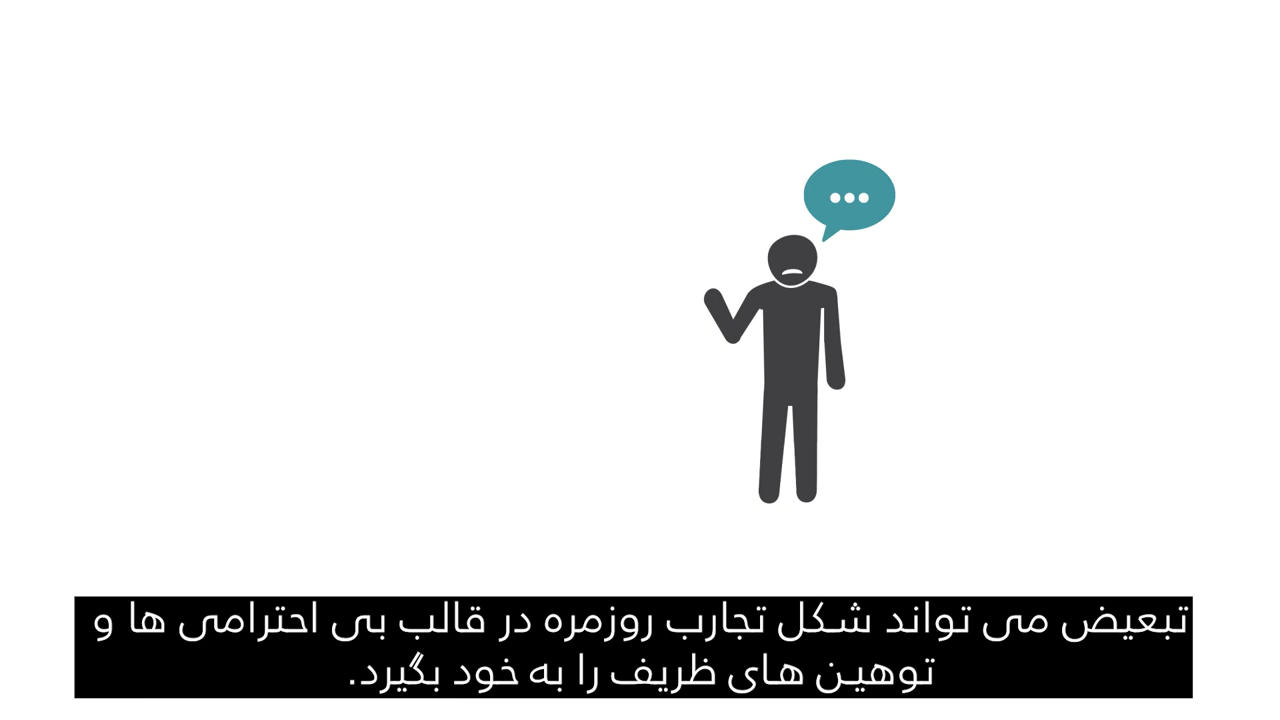 تبعیض می تواند شکل تجارب روزمره در قالب بی احترامی ها و
توهین های ظریف را به خود بگیرد.